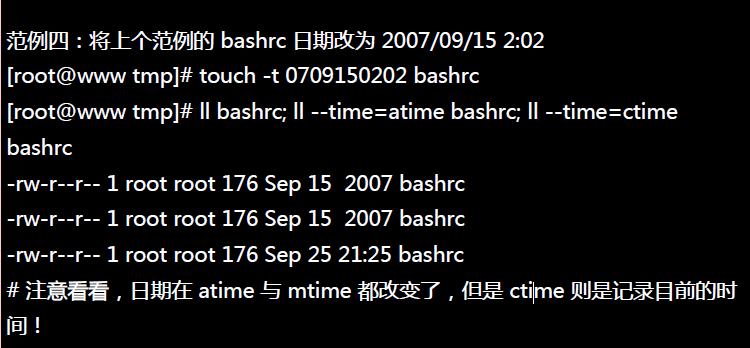 范例四：将上个范例的 bashrc 日期改为 2007/09/15 2:02
[root@www tmp]# touch -t 0709150202 bashrc
[root@www tmp]# ll bashrc; ll --time=atime bashrc; ll --time=ctime
bashrc
-rw-r--r-- 1 root root 176 Sep 15  2007 bashrc
-rw-r--r-- 1 root root 176 Sep 15  2007 bashrc
-rw-r--r-- 1 root root 176 Sep 25 21:25 bashrc
# 注意看看，日期在 atime 与 mtime 都改变了，但是 ctime 则是记录目前的时
间！